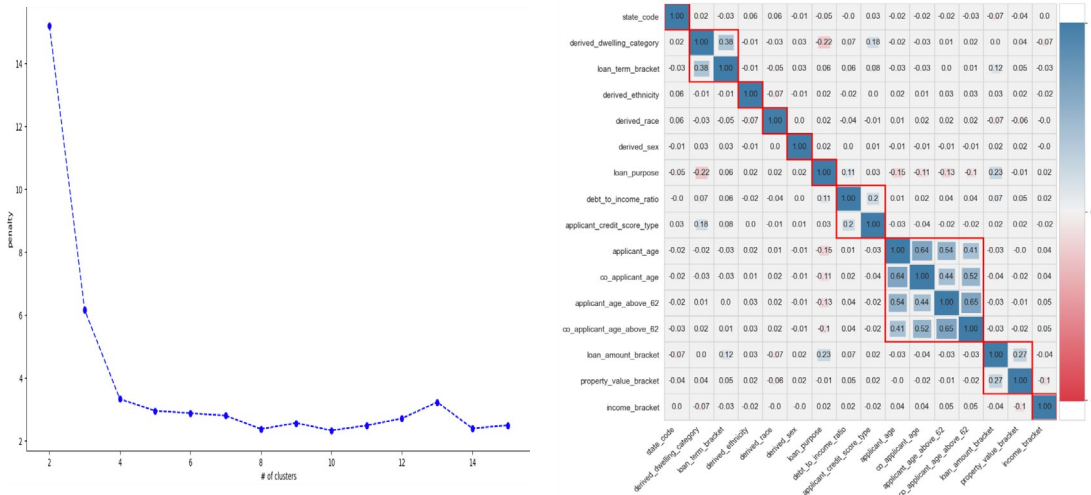 penalty
14
12
10
8
6
4
2
2 4 6 8 10 12 14
# of clusters
state_code 1.00 0.02 -0.03 0.06 0.06 -0.01 -0.05 -0.0 0.03 -0.02 -0.02 -0.02 -0.03 -0.07 -0.04 0.0
derived_dwelling_category 0.02 1.00 0.38 -0.01 -0.03 0.03 -0.22 0.07 0.18 -0.02 -0.03 0.01 0.02 0.0 0.04 -0.07
loan_term_bracket -0.03 0.38 1.00 -0.01 -0.05 0.03 0.06 0.06 0.08 -0.03 -0.03 0.0 0.01 0.12 0.05 -0.03
derived_ethnicity 0.06 -0.01 -0.01 1.00 -0.07 -0.01 0.02 -0.02 -0.0 0.02 0.01 0.03 0.03 0.03 0.02 0.01
derived_race 0.06 -0.03 -0.05 -0.07 1.00 0.0 0.02 -0.04 -0.01 0.01 0.01 0.02 0.02 -0.07 -0.06 -0.0
derived_sex -0.01 0.03 0.03 -0.01 0.0 1.00 0.02 0.0 0.01 -0.01 -0.01 -0.01 -0.02 -0.03 -0.02 -0.0
loan_purpose -0.05 -0.22 0.06 0.02 0.02 0.02 1.00 0.11 0.03 -0.15 -0.11 -0.13 -0.1 0.23 -0.01 0.02
debt_to_income_ratio -0.0 0.07 0.06 -0.02 -0.04 0.0 0.11 1.00 0.2 0.01 0.02 0.04 0.04 0.07 0.05 0.02
applicant_credit_score_type 0.03 0.18 0.08 -0.0 -0.01 0.01 0.03 0.2 1.00 -0.03 -0.04 -0.02 -0.02 0.02 0.02 -0.02
applicant_age -0.02 -0.02 -0.03 0.02 0.01 -0.01 -0.15 0.01 -0.03 1.00 0.64 0.54 0.41 -0.03 -0.0 0.04
co_applicant_age -0.02 -0.03 -0.03 0.01 0.01 -0.01 -0.11 0.02 -0.04 0.64 1.00 0.44 0.52 -0.04 -0.02 0.04
applicant_age_above_62 -0.02 0.01 0.0 0.03 0.02 -0.01 -0.13 0.04 -0.02 0.54 0.44 1.00 0.65 -0.03 -0.01 0.05
co_applicant_age_above_62 -0.03 0.02 0.01 0.03 0.02 -0.02 -0.1 0.04 -0.02 0.41 0.52 0.65 1.00 -0.03 -0.02 0.05
loan_amount_bracket -0.07 0.0 0.12 0.03 -0.07 -0.03 0.23 0.07 0.02 -0.03 -0.04 -0.03 -0.03 1.00 0.27 -0.04
property_value_bracket -0.04 0.04 0.05 0.02 -0.06 -0.02 -0.01 0.05 0.02 -0.0 -0.02 -0.01 -0.02 0.27 1.00 -0.1
income_bracket 0.0 -0.07 -0.03 0.01 -0.0 -0.0 0.02 0.02 -0.02 0.04 0.04 0.05 0.05 -0.04 -0.1 1.00
state_code
derived_dwelling_category
loan_term_bracket
derived_ethnicity
derived_race
derived_sex
loan_purpose
debt_to_income_ratio
applicant_credit_score_type
applicant_age
co_applicant_age
applicant_age_above_62
co_applicant_age_above_62
loan_amount_bracket
property_value_bracket
income_bracket